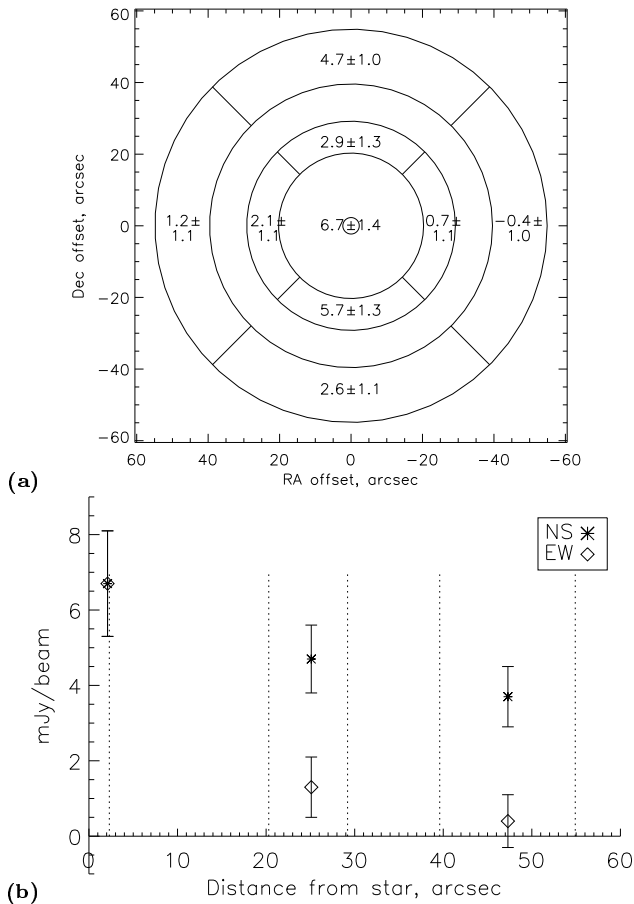 60
40
20
0
−20
−40
−60
Dec offset, arcsec
4.7±1.0
2.9±1.3
1.2±
1.1
2.1±
1.1
6.7±1.4
0.7±
1.1
−0.4±
1.0
5.7±1.3
2.6±1.1
60 40 20 0 −20 −40 −60
RA offset, arcsec
(a)
8
6
4
2
0
mJy/beam
NS
EW
0 10 20 30 40 50 60
Distance from star, arcsec
(b)